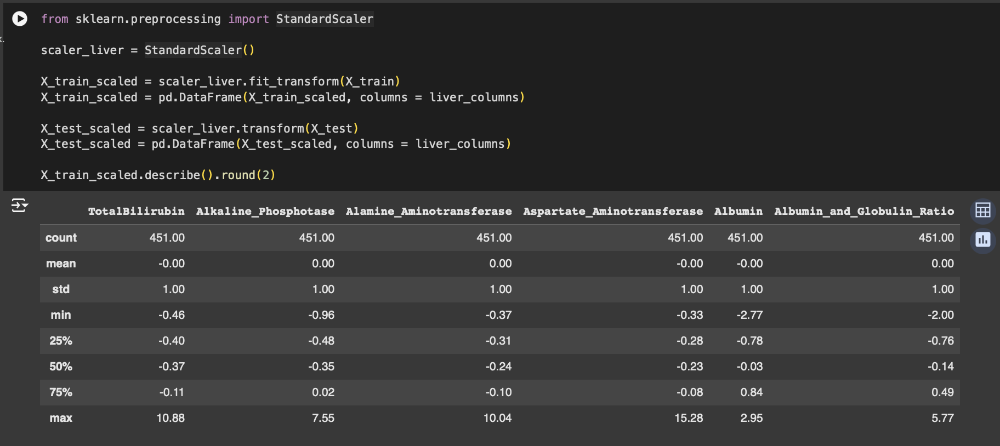 from sklearn.preprocessing import StandardScaler
scaler_liver = StandardScaler()
X_train_scaled = scaler_liver.fit_transform(X_train)
X_train_scaled = pd.DataFrame(X_train_scaled, columns = liver_columns)
X_test_scaled = scaler_liver.transform(X_test)
X_test_scaled = pd.DataFrame(X_test_scaled, columns = liver_columns)
X_train_scaled.describe().round(2)
TotalBilirubin Alkaline_Phosphotase Alamine_Aminotransferase Aspartate_Aminotransferase Albumin Albumin_and_Globulin_Ratio
count 451.00 451.00 451.00 451.00 451.00 451.00
mean -0.00 0.00 0.00 -0.00 -0.00 0.00
std 1.00 1.00 1.00 1.00 1.00 1.00
min -0.46 -0.96 -0.37 -0.33 -2.77 -2.00
25% -0.40 -0.48 -0.31 -0.28 -0.78 -0.76
50% -0.37 -0.35 -0.24 -0.23 -0.03 -0.14
75% -0.11 0.02 -0.10 -0.08 0.84 0.49
max 10.88 7.55 10.04 15.28 2.95 5.77